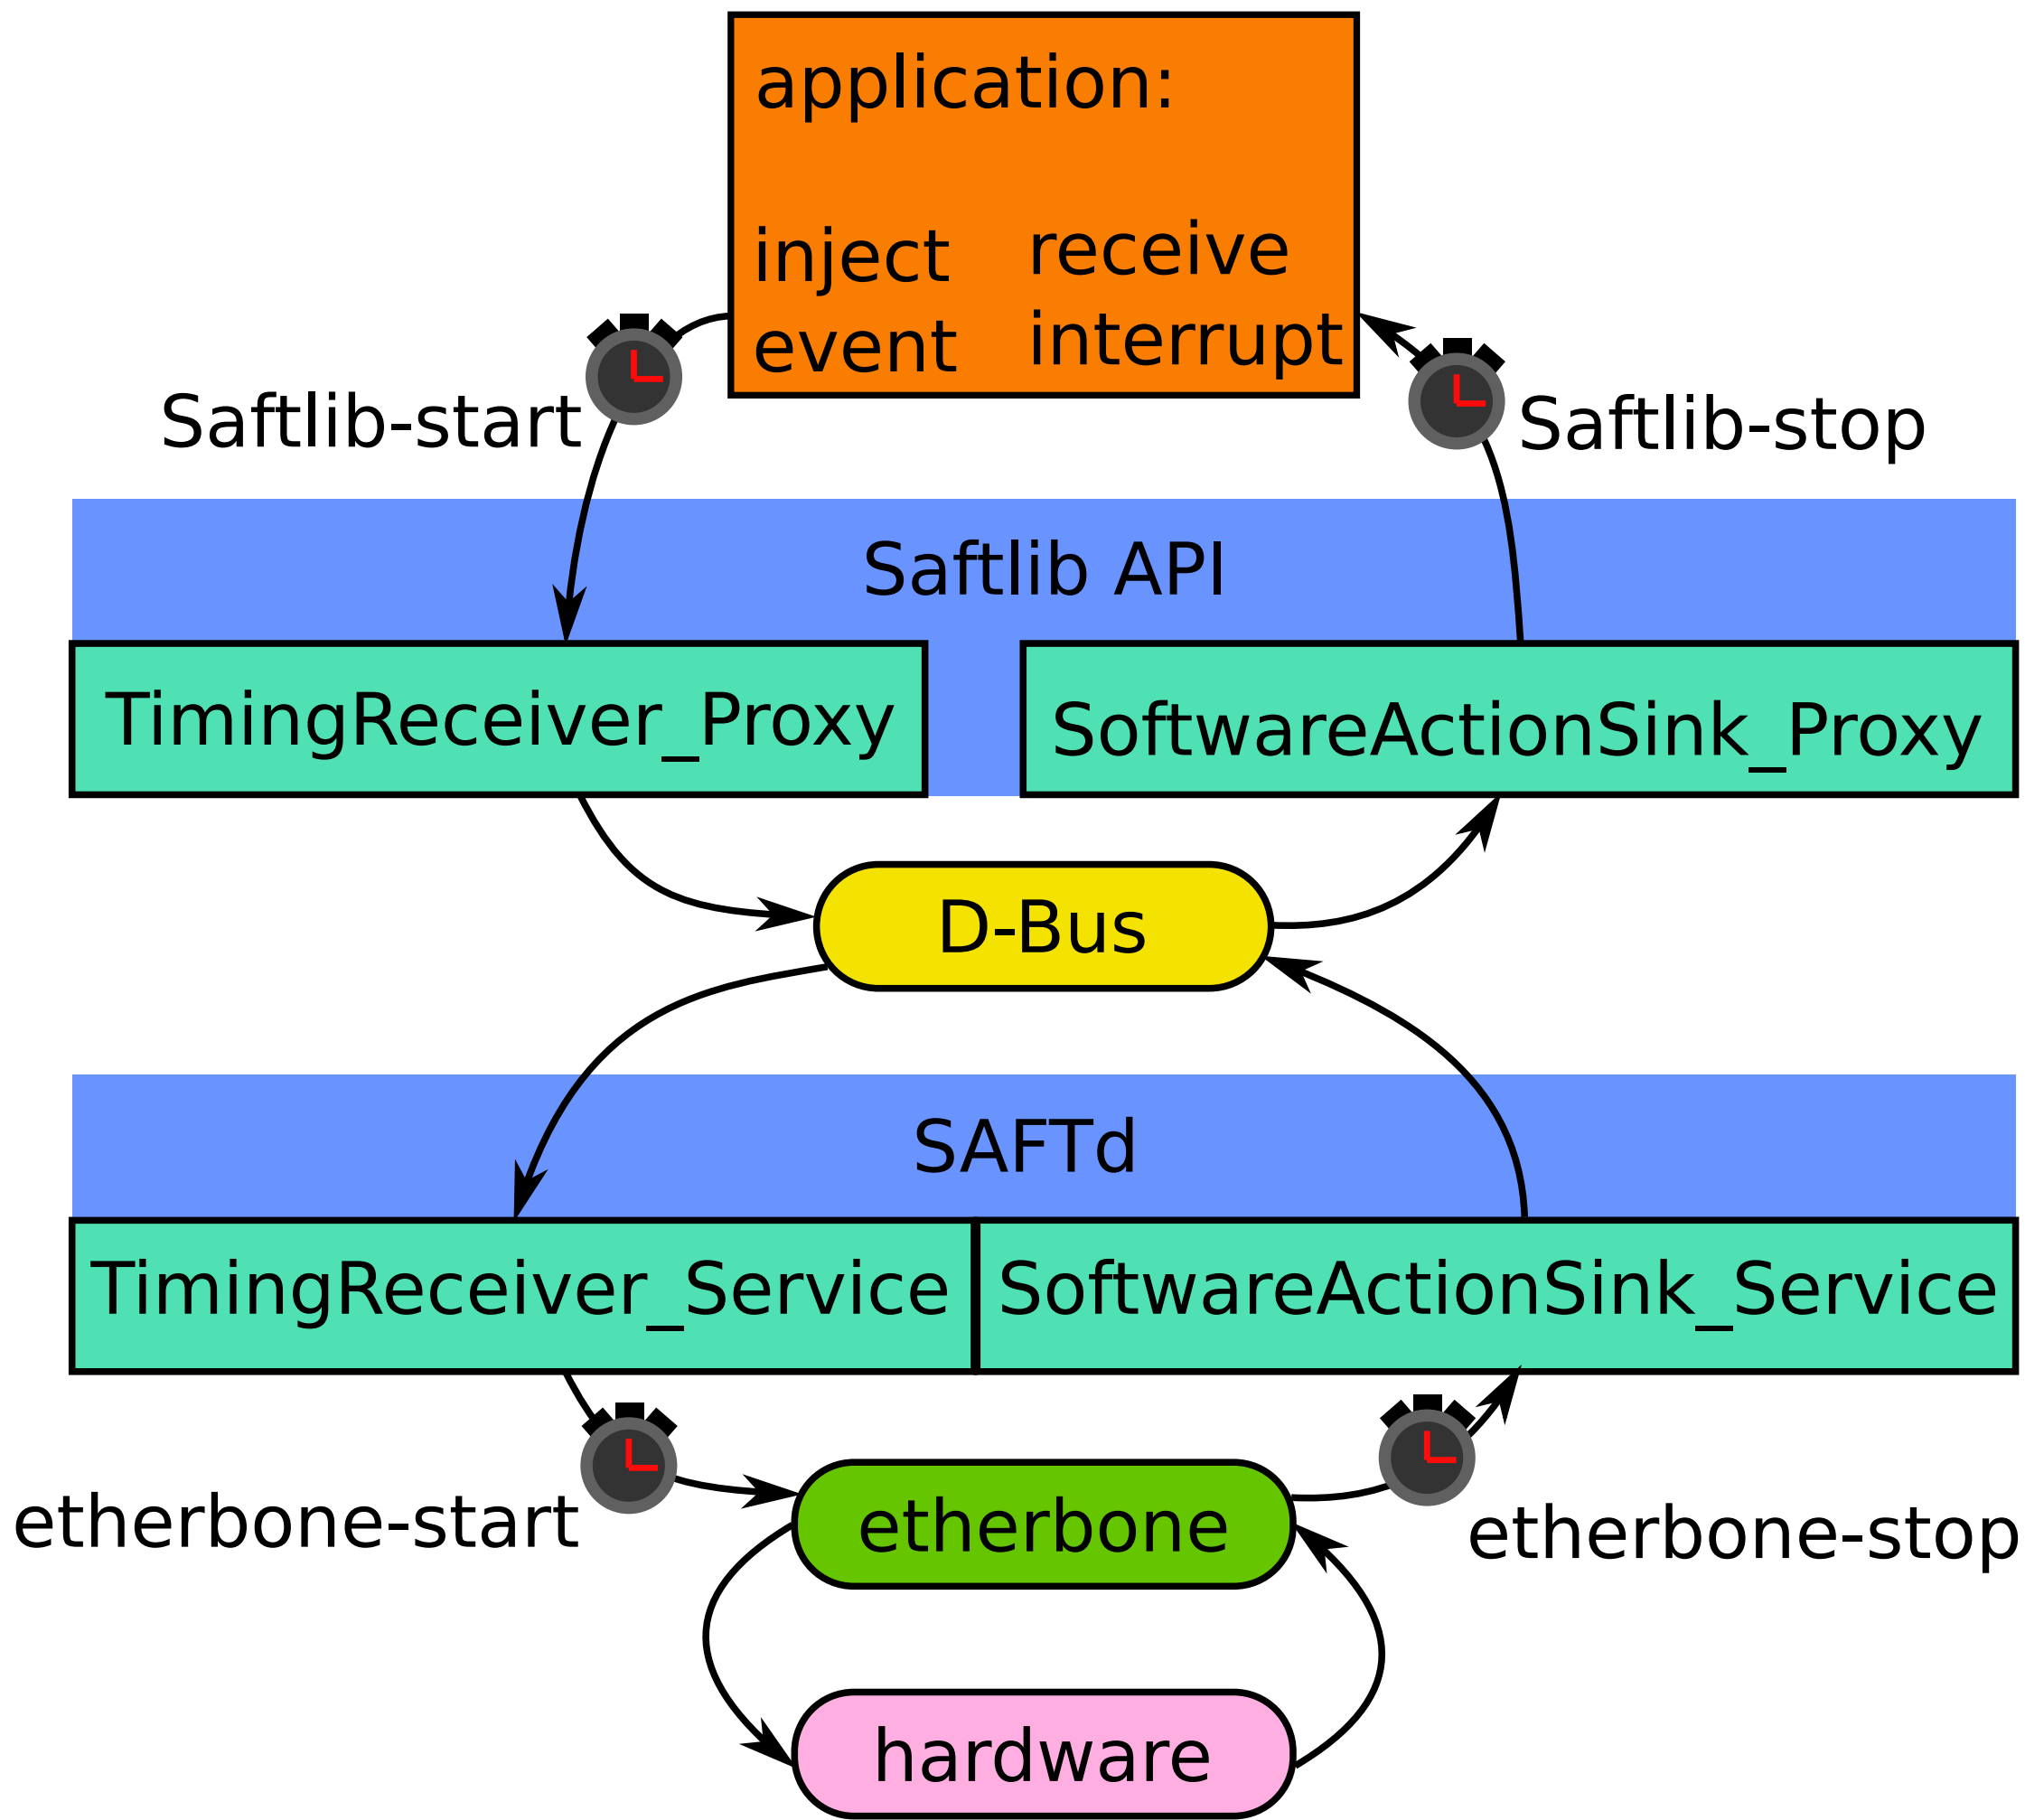 application:
inject
event
receive
interrupt
Saftlib-start
Saftlib-stop
Saftlib API
TimingReceiver_Proxy
SoftwareActionSink_Proxy
D-Bus
SAFTd
TimingReceiver_Service
SoftwareActionSink_Service
etherbone-start
etherbone
etherbone-stop
hardware